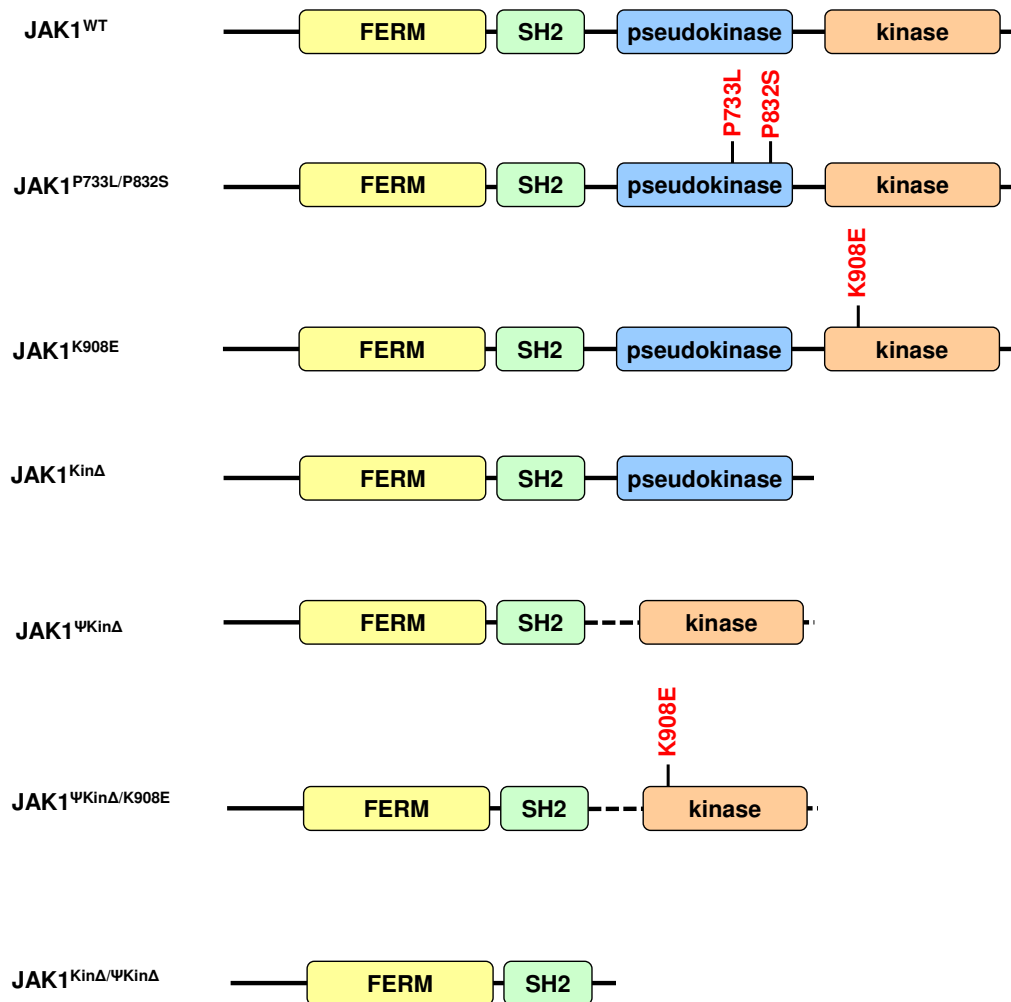 JAK1WT FERM SH2 pseudokinase kinase
P733L P832S
JAK1P733L/P832S FERM SH2 pseudokinase kinase
K908E
JAK1K908E FERM SH2 pseudokinase kinase
JAK1KinΔ FERM SH2 pseudokinase
JAK1ΨKinΔ FERM SH2 kinase
K908E
JAK1ΨKinΔ/K908E FERM SH2 kinase
JAK1KinΔ/ΨKinΔ FERM SH2